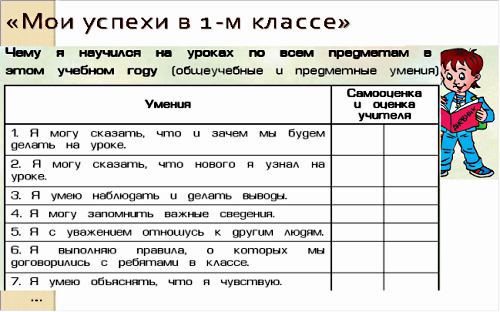 «Мои успехи в 1-м классе»
Чему я научился на уроках по всем предметам в
этом учебном году (общеучебные и предметные умения)
Умения
Самооценка
и оценка
учителя
1. Я могу сказать, что и зачем мы будем
делать на уроке.
2. Я могу сказать, что нового я узнал на
уроке.
3. Я умею наблюдать и делать выводы.
4. Я могу запомнить важные сведения.
5. Я с уважением отношусь к другим людям.
6. Я выполняю правила, о которых мы
договорились с ребятами в классе.
7. Я умею объяснять, что я чувствую.
...